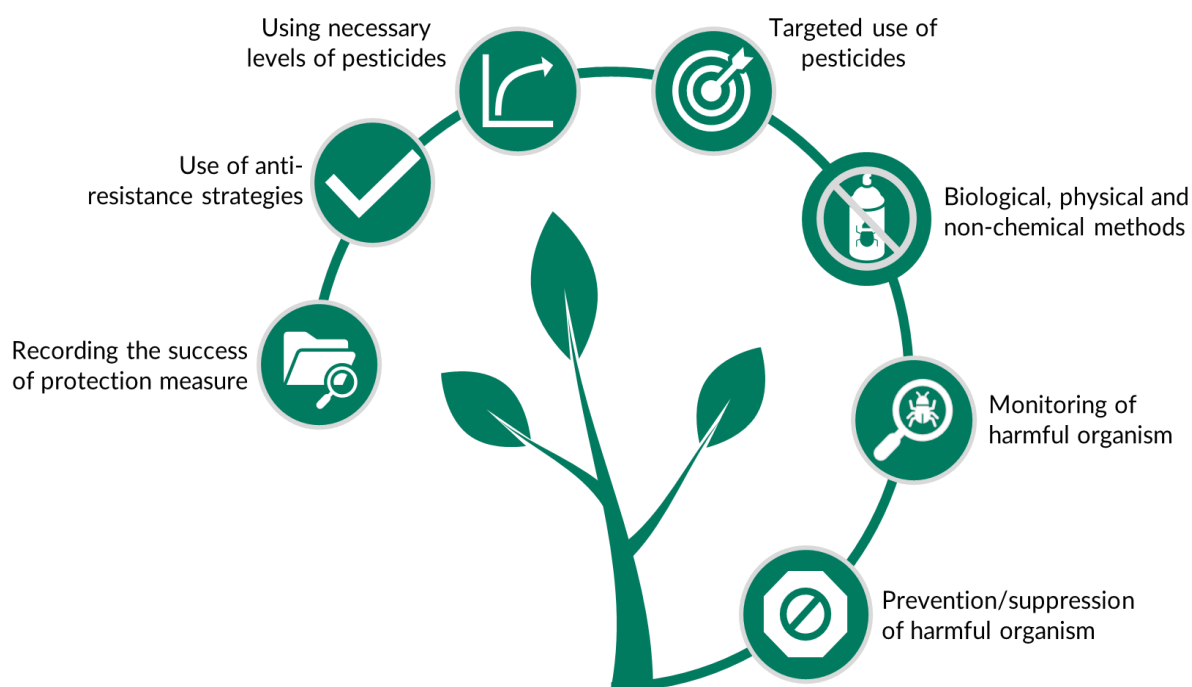 Using necessary
levels of pesticides
Targeted use of
pesticides
Use of anti-
resistance strategies
Biological, physical and
non-chemical methods
Recording the success
of protection measure
Monitoring of
harmful organism
Prevention/suppression
of harmful organism